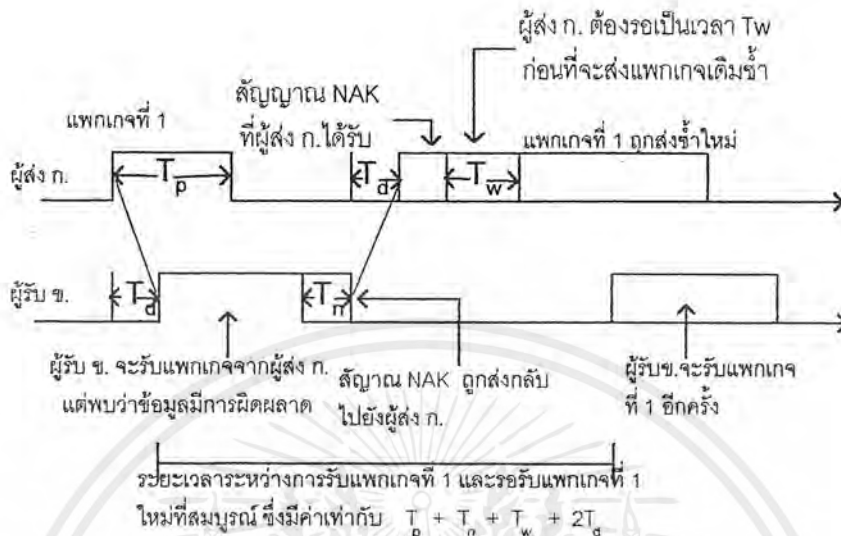 ผู้ส่ง ก. ต้องรอเป็นเวลา Tw
ก่อนที่จะส่งแพกเกจเดิมซ้ำ
สัญญาณ NAK
ที่ผู้ส่ง ก.ได้รับ
แพกเกจที่ 1
แพกเกจที่ 1 ถูกส่งซ้ำใหม่
ผู้ส่ง ก.
Tp
Td
Tw
ผู้รับ ข.
Td
Tn
ผู้รับ ข. จะรับแพกเกจจากผู้ส่ง ก.
แต่พบว่าข้อมูลมีการผิดผลาด
สัญาณ NAK ถูกส่งกลับ
ไปยังผู้ส่ง ก.
ผู้รับข.จะรับแพกเกจ
ที่ 1 อีกครั้ง
ระยะเวลาระหว่างการรับแพกเกจที่ 1 และรอรับแพกเกจที่ 1
ใหม่ที่สมบูรณ์ ซึ่งมีค่าเท่ากับ Tp + Tn + Tw + 2Td